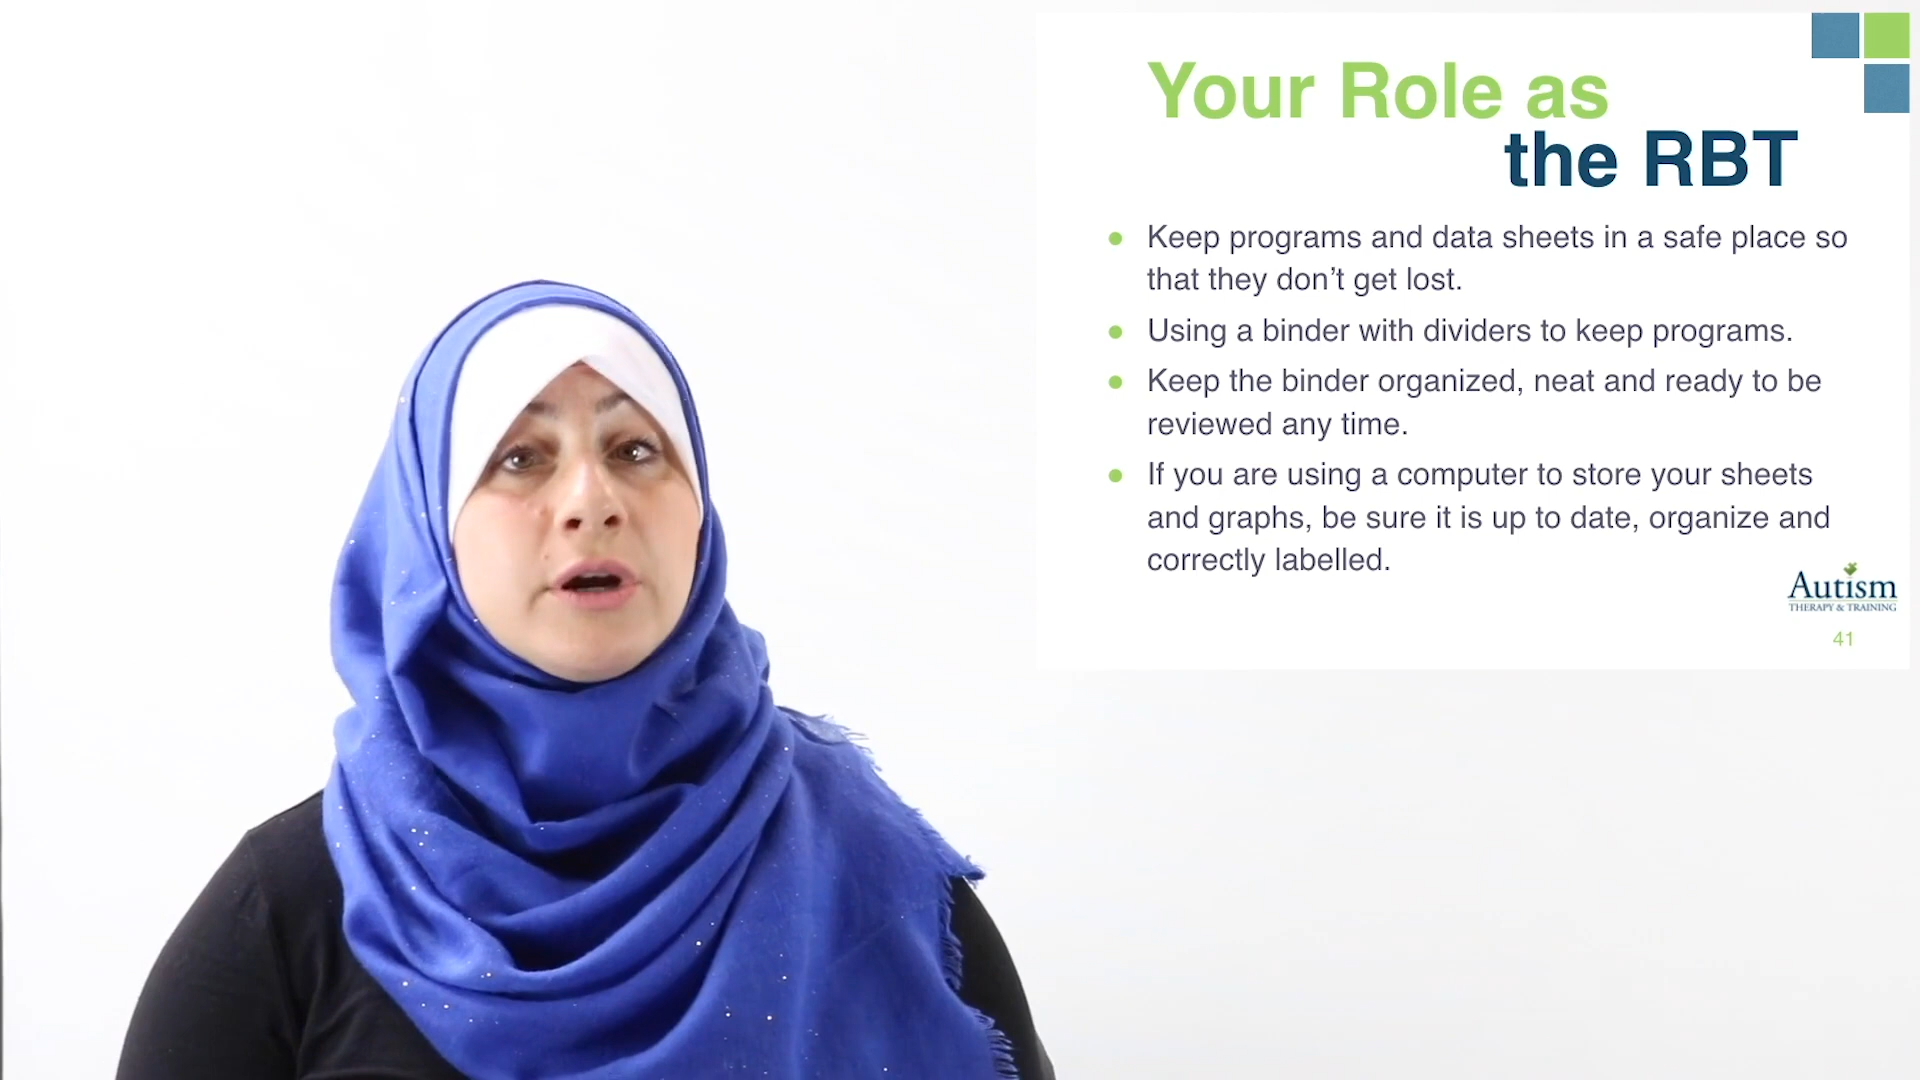 Your Role as
the RBT
● Keep programs and data sheets in a safe place so
that they don’t get lost.
● Using a binder with dividers to keep programs.
● Keep the binder organized, neat and ready to be
reviewed any time.
● If you are using a computer to store your sheets
and graphs, be sure it is up to date, organize and
correctly labelled.
Autism
THERAPY & TRAINING
41